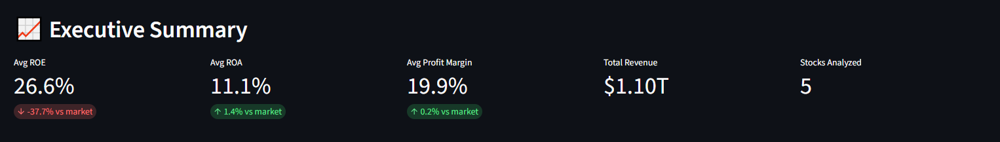 Executive Summary
Avg ROE
26.6%
↓ -37.7% vs market
Avg ROA
11.1%
↑ 1.4% vs market
Avg Profit Margin
19.9%
↑ 0.2% vs market
Total Revenue
$1.10T
Stocks Analyzed
5